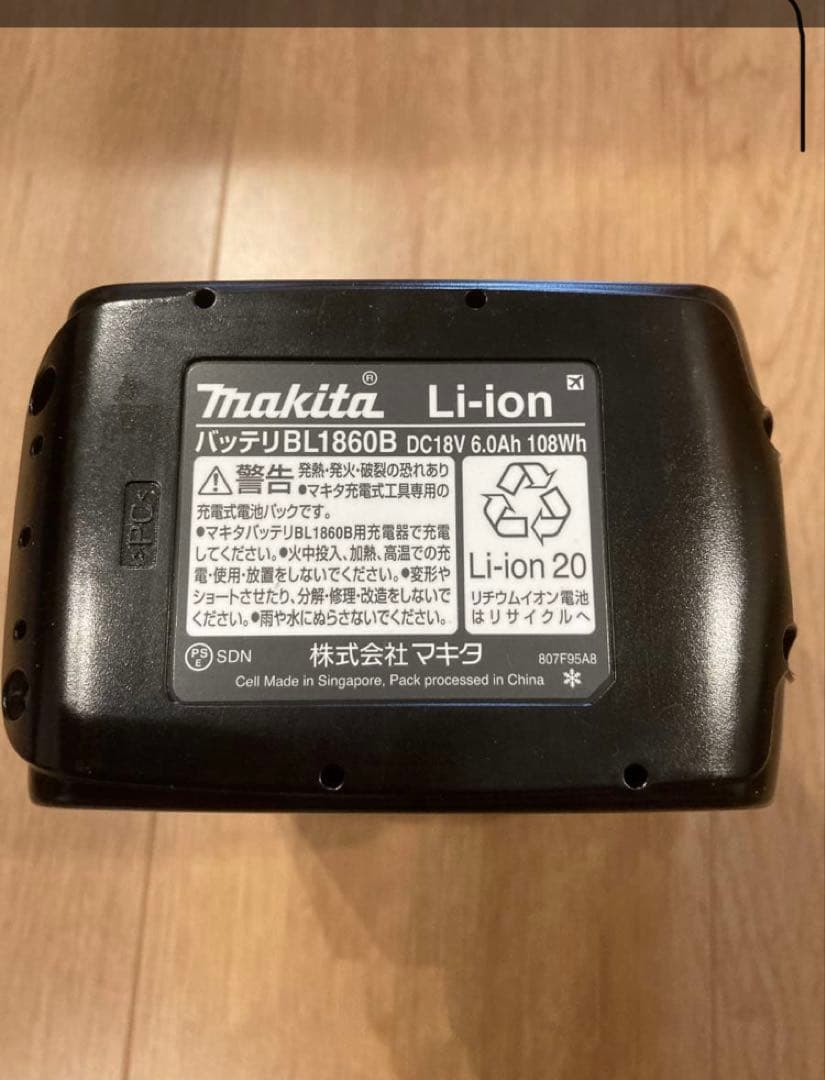 makita® Li-ion
バッテリBL1860B DC18V 6.0Ah 108Wh
警告 発熱・発火・破裂の恐れあり
●マキタ充電式工具専用の
充電式電池パックです。
●マキタバッテリBL1860B用充電器で充電
してください。●火中投入、加熱、高温での充
電・使用・放置をしないでください。●変形や
ショートさせたり、分解・修理・改造をしないで
ください。●雨や水にぬらさないでください。
Li-ion 20
リチウムイオン電池
はリサイクルへ
PS
E
SDN
株式会社マキタ
807F95A8
Cell Made in Singapore, Pack processed in China
>PC<